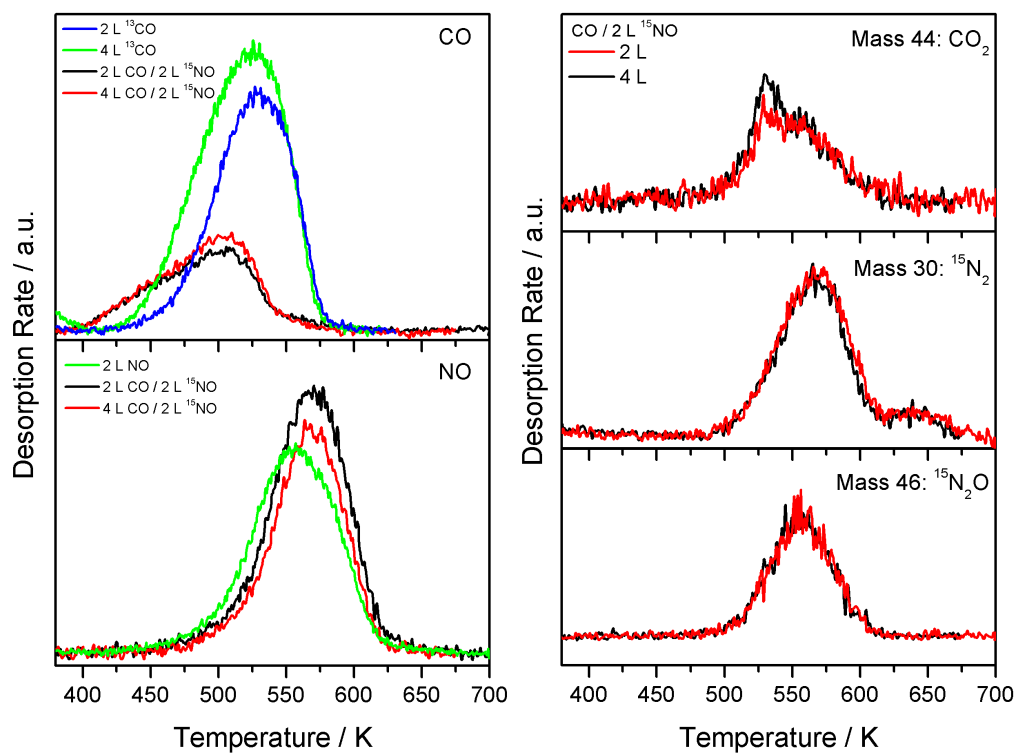 CO
2 L ¹³CO
4 L ¹³CO
2 L CO / 2 L ¹⁵NO
4 L CO / 2 L ¹⁵NO
NO
2 L NO
2 L CO / 2 L ¹⁵NO
4 L CO / 2 L ¹⁵NO
Desorption Rate / a.u.
400 450 500 550 600 650 700
Temperature / K
CO / 2 L ¹⁵NO
2 L
4 L
Mass 44: CO₂
Mass 30: ¹⁵N₂
Mass 46: ¹⁵N₂O
Desorption Rate / a.u.
400 450 500 550 600 650 700
Temperature / K